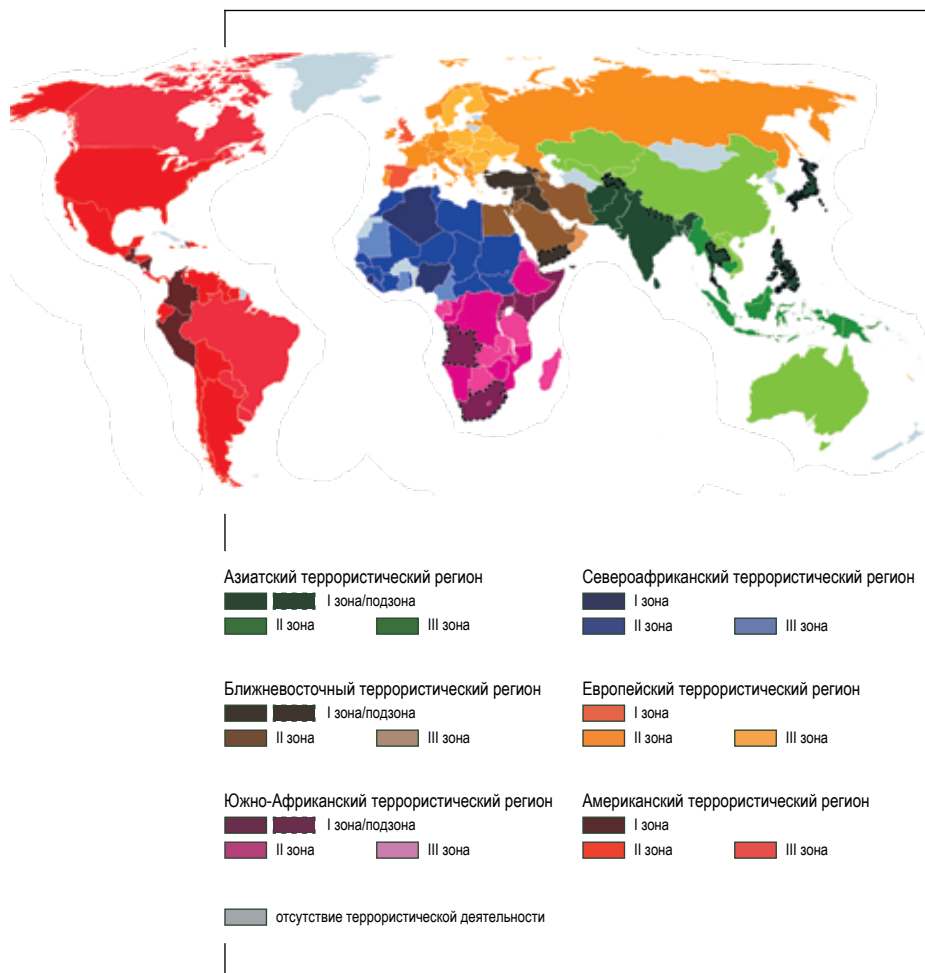 Азиатский террористический регион
I зона/подзона
II зона III зона
Североафриканский террористический регион
I зона
II зона III зона
Ближневосточный террористический регион
I зона/подзона
II зона III зона
Европейский террористический регион
I зона
II зона III зона
Южно-Африканский террористический регион
I зона/подзона
II зона III зона
Американский террористический регион
I зона
II зона III зона
отсутствие террористической деятельности